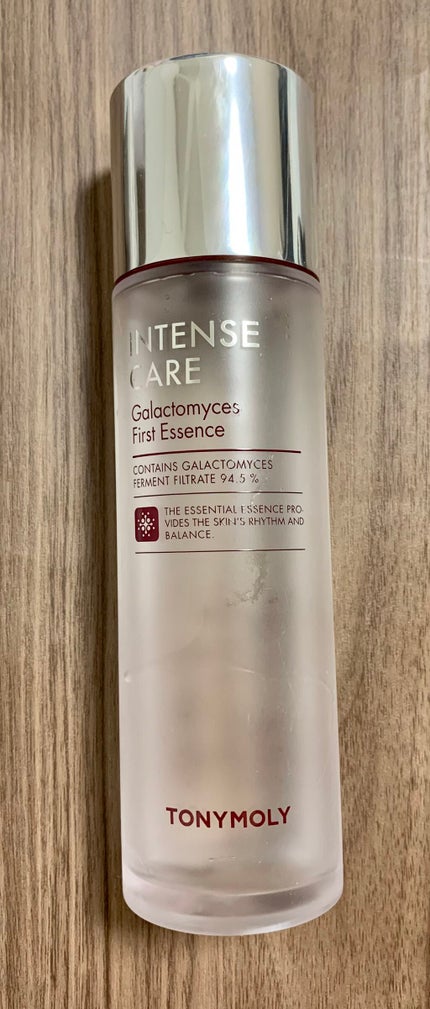 INTENSE
CARE
Galactomyces
First Essence
CONTAINS GALACTOMYCES
FERMENT FILTRATE 94.5 %
THE ESSENTIAL ESSENCE PRO-
VIDES THE SKIN'S RHYTHM AND
BALANCE.
TONYMOLY